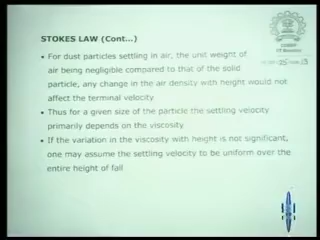 STOKES LAW (Cont...)
• For dust particles settling in air, the unit weight of
air being negligible compared to that of the solid
particle, any change in the air density with height would not
affect the terminal velocity
• Thus for a given size of the particle the settling velocity
primarily depends on the viscosity
• If the variation in the viscosity with height is not significant,
one may assume the settling velocity to be uniform over the
entire height of fall